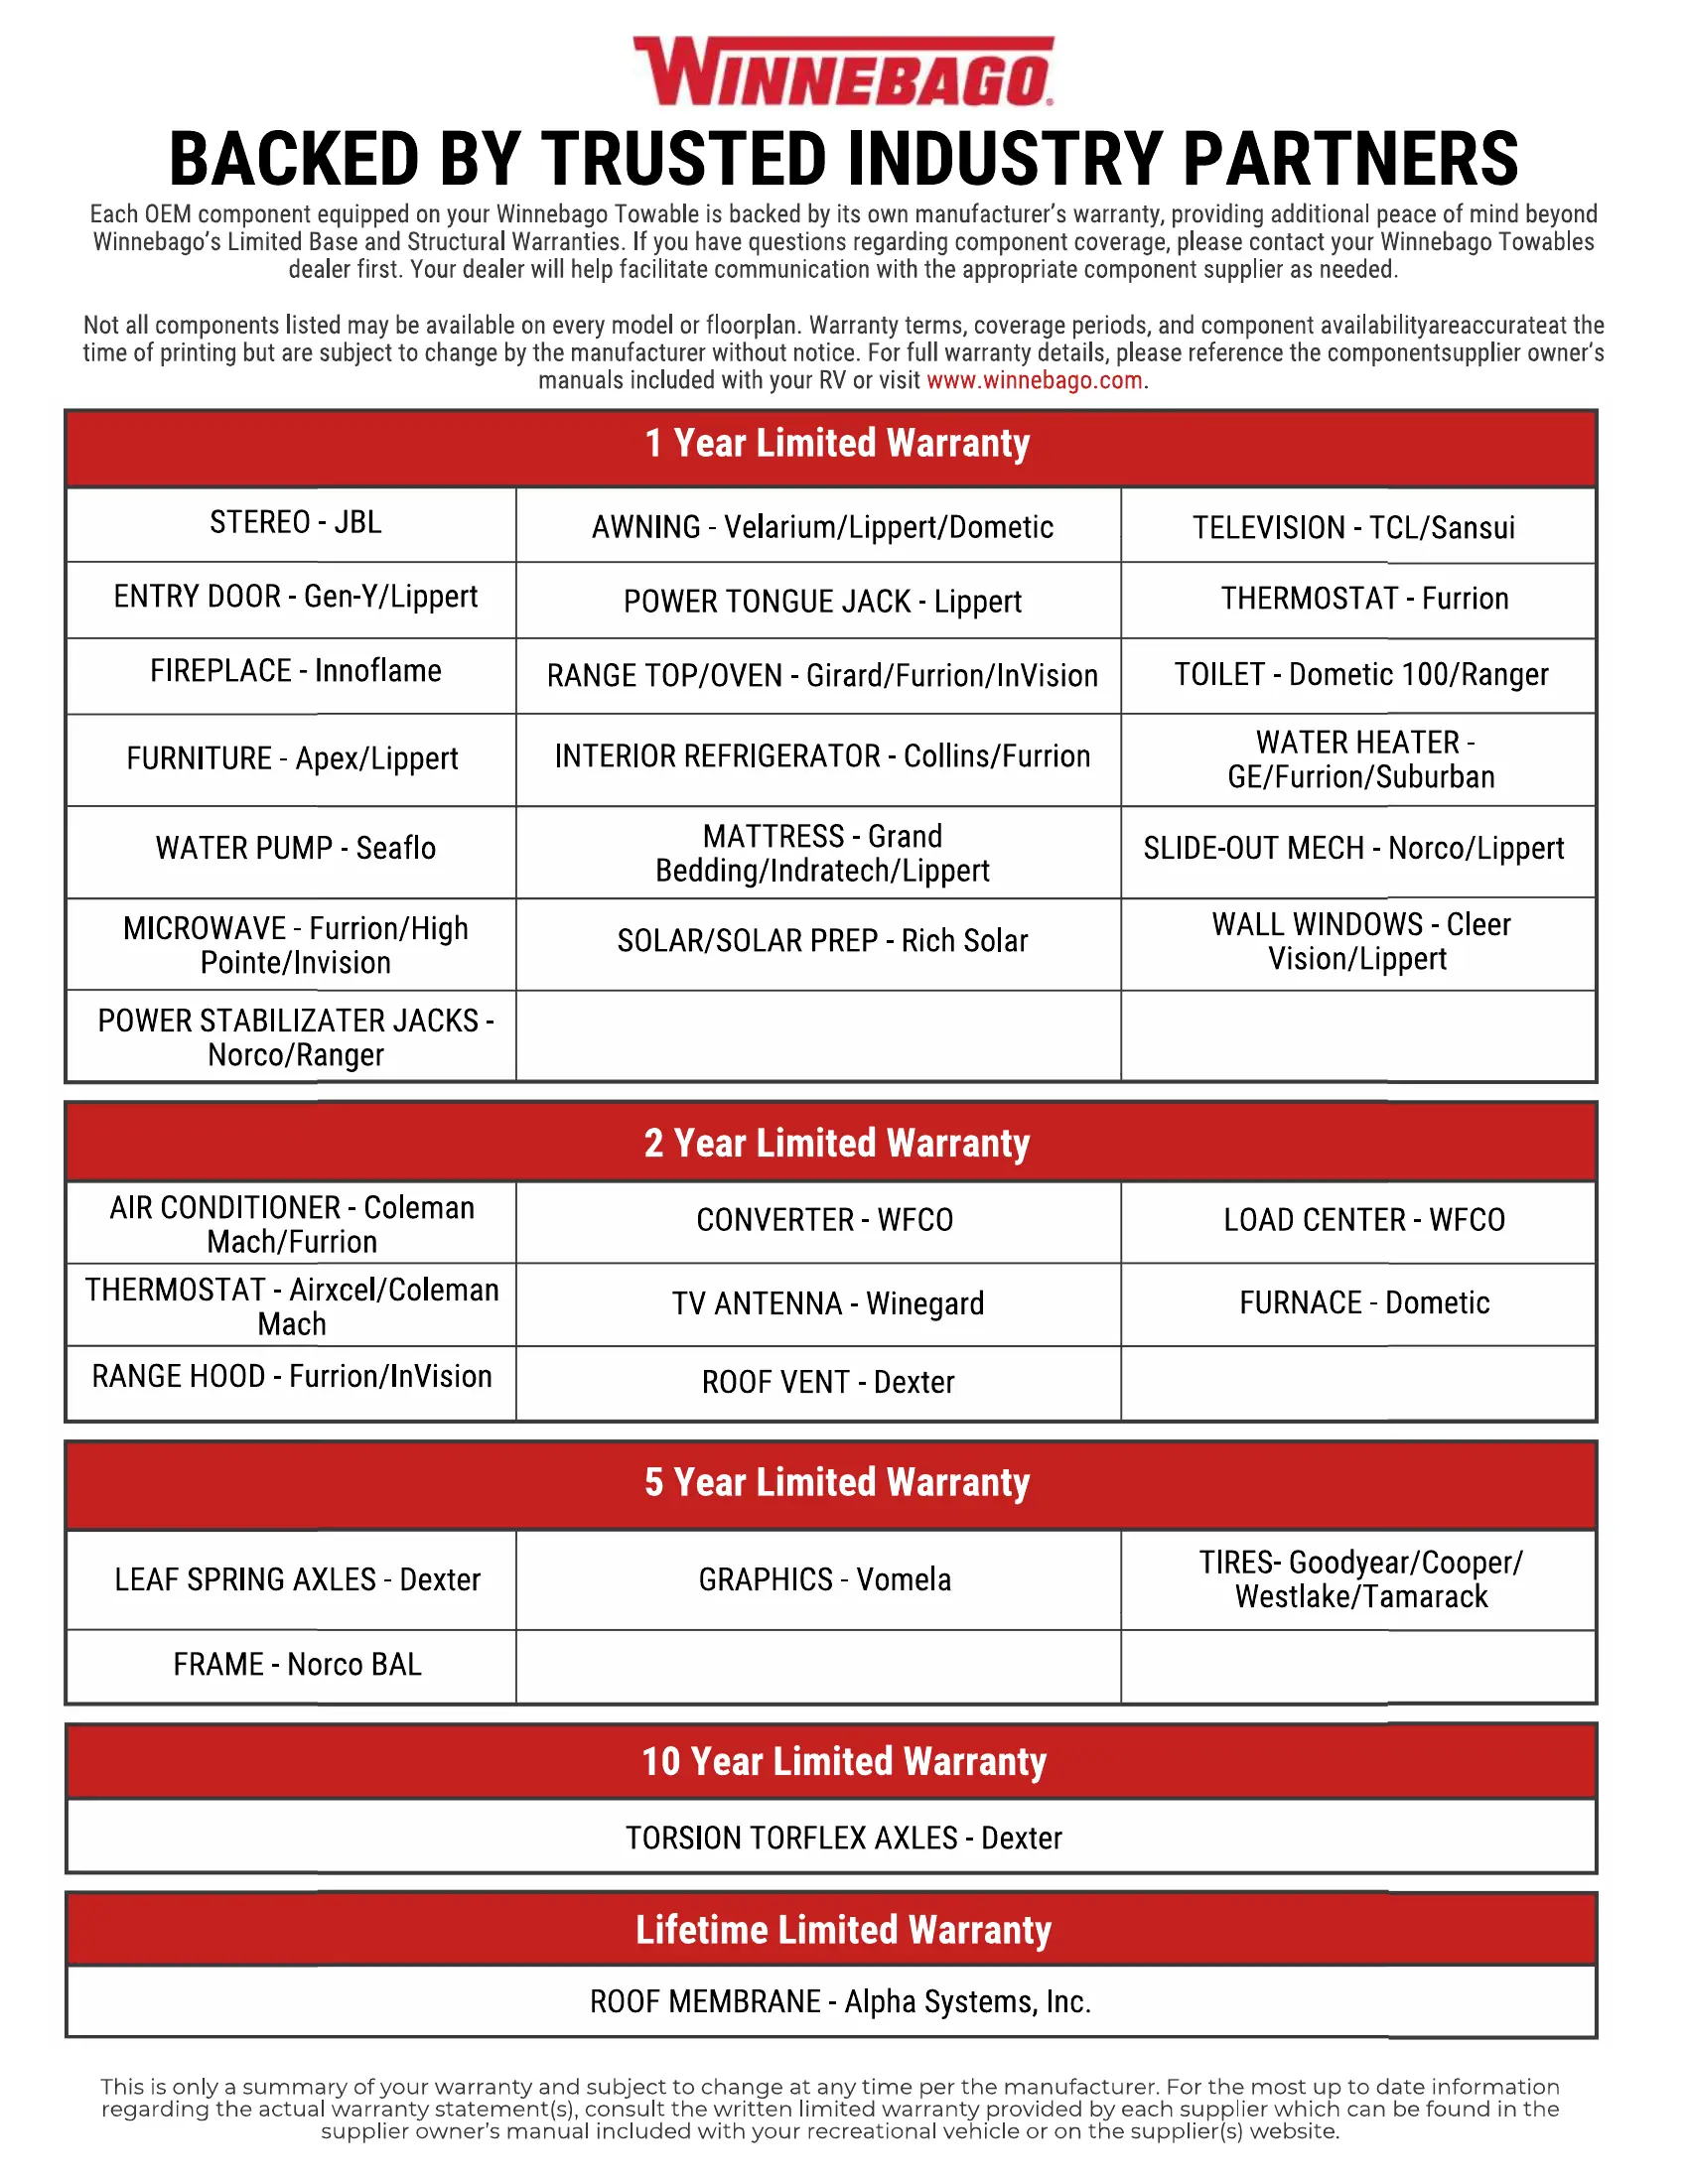 WINNEBAGO
BACKED BY TRUSTED INDUSTRY PARTNERS
Each OEM component equipped on your Winnebago Towable is backed by its own manufacturer's warranty, providing additional peace of mind beyond
Winnebago's Limited Base and Structural Warranties. If you have questions regarding component coverage, please contact your Winnebago Towables
dealer first. Your dealer will help facilitate communication with the appropriate component supplier as needed.
Not all components listed may be available on every model or floorplan. Warranty terms, coverage periods, and component availabilityareaccurateat the
time of printing but are subject to change by the manufacturer without notice. For full warranty details, please reference the componentsupplier owner's
manuals included with your RV or visit www.winnebago.com.
1 Year Limited Warranty
STEREO - JBL
AWNING - Velarium/Lippert/Dometic
TELEVISION - TCL/Sansui
ENTRY DOOR - Gen-Y/Lippert
POWER TONGUE JACK - Lippert
THERMOSTAT - Furrion
FIREPLACE - Innoflame
RANGE TOP/OVEN - Girard/Furrion/InVision
TOILET - Dometic 100/Ranger
FURNITURE - Apex/Lippert
INTERIOR REFRIGERATOR - Collins/Furrion
WATER HEATER -
GE/Furrion/Suburban
WATER PUMP - Seaflo
MATTRESS - Grand
Bedding/Indratech/Lippert
SLIDE-OUT MECH - Norco/Lippert
MICROWAVE - Furrion/High
Pointe/Invision
SOLAR/SOLAR PREP - Rich Solar
WALL WINDOWS - Cleer
Vision/Lippert
POWER STABILIZATER JACKS -
Norco/Ranger
2 Year Limited Warranty
AIR CONDITIONER - Coleman
Mach/Furrion
CONVERTER - WFCO
LOAD CENTER - WFCO
THERMOSTAT - Airxcel/Coleman
Mach
TV ANTENNA - Winegard
FURNACE - Dometic
RANGE HOOD - Furrion/InVision
ROOF VENT - Dexter
5 Year Limited Warranty
LEAF SPRING AXLES - Dexter
GRAPHICS - Vomela
TIRES- Goodyear/Cooper/
Westlake/Tamarack
FRAME - Norco BAL
10 Year Limited Warranty
TORSION TORFLEX AXLES - Dexter
Lifetime Limited Warranty
ROOF MEMBRANE - Alpha Systems, Inc.
This is only a summary of your warranty and subject to change at any time per the manufacturer. For the most up to date information
regarding the actual warranty statement(s), consult the written limited warranty provided by each supplier which can be found in the
supplier owner's manual included with your recreational vehicle or on the supplier(s) website.